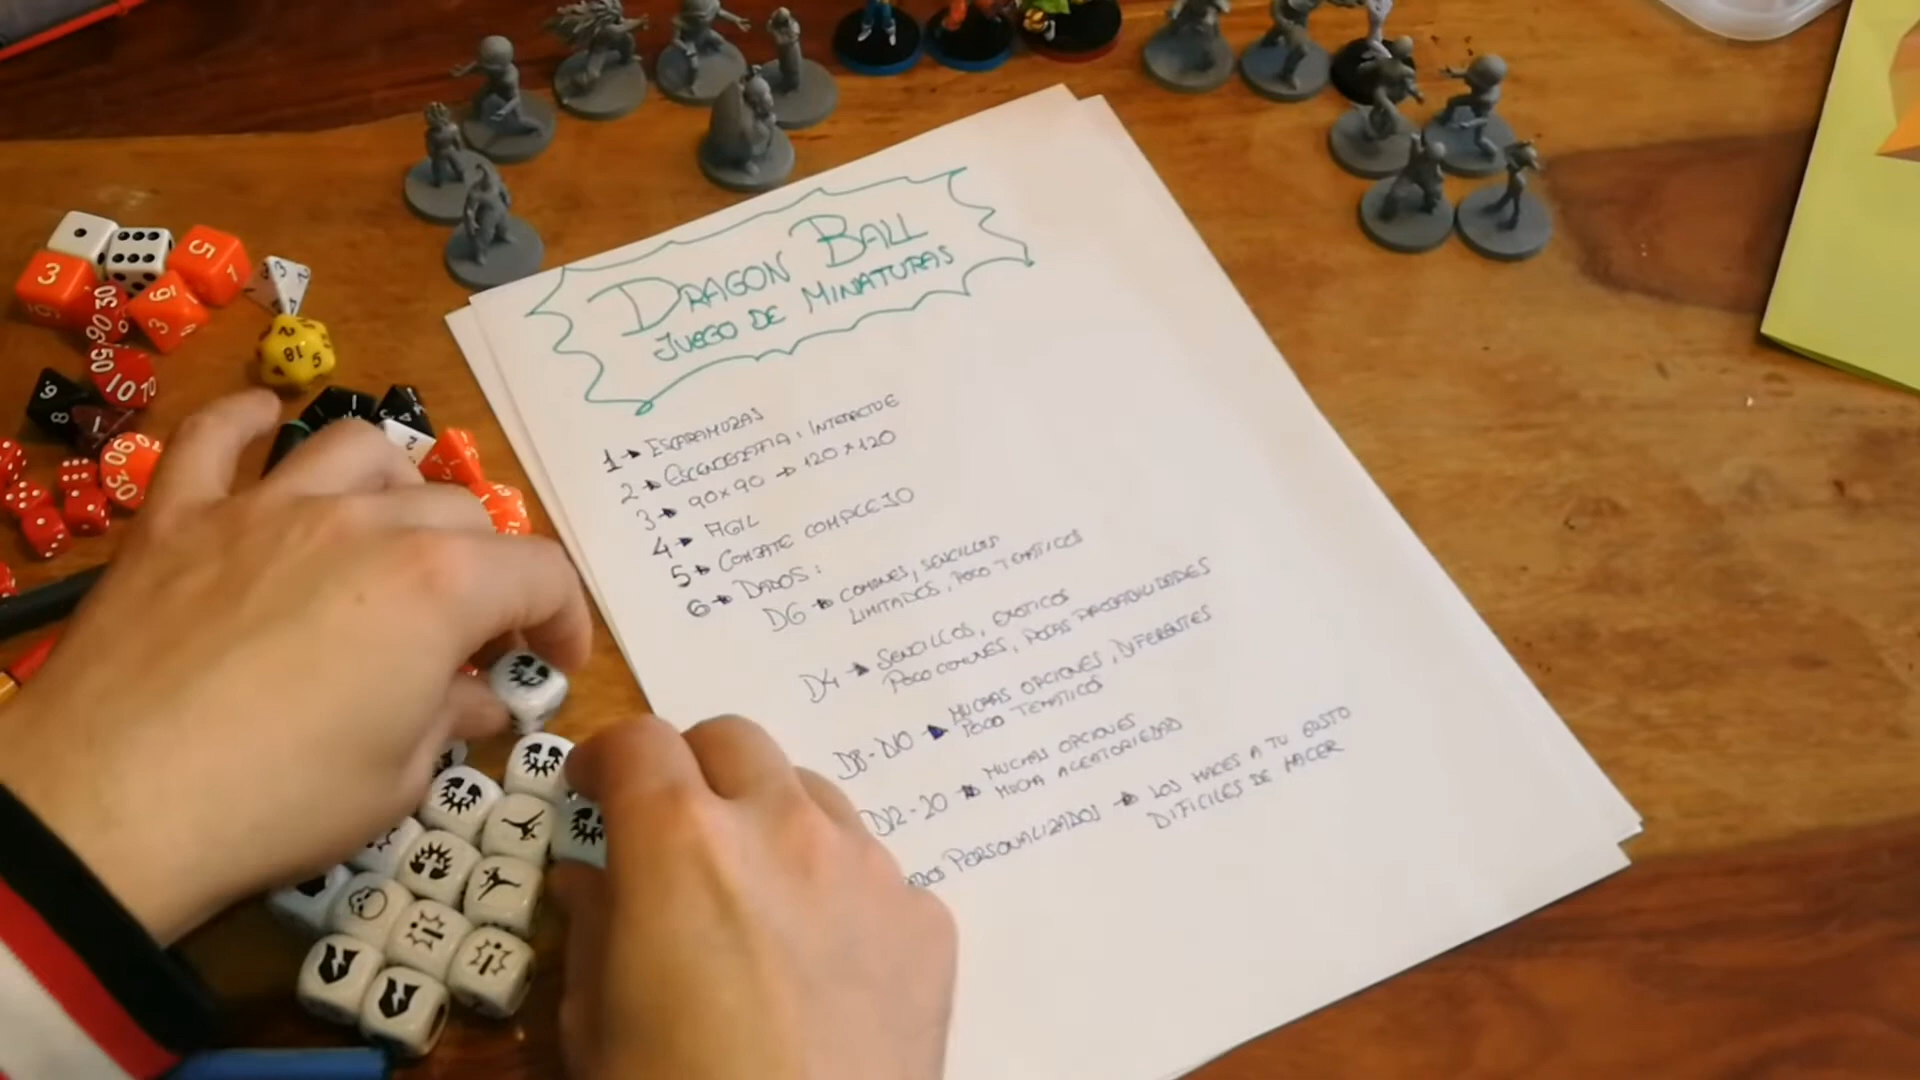 DRAGON BALL
JUEGO DE MINIATURAS
1→ ESCARAMUZAS
2→ ESCENOGRAFIA: INTERACTUE
3→ 90x90 → 120x120
4→ AGIL
5→ COMBATE COMPLEJO
6→ DADOS:
D6 → COMUNES, SENCILLOS
LIMITADOS, POCO TEMATICOS
D4 → SENCILLOS, EXOTICOS
POCO COMUNES, POCAS PROBABILIDADES
D8-D10 → MUCHAS OPCIONES, DIFERENTES
POCO TEMATICOS
D12-20 → MUCHAS OPCIONES
MUCHA ALEATORIEDAD
PERSONALIZADOS → LOS HACES A TU GUSTO
DIFICILES DE HACER